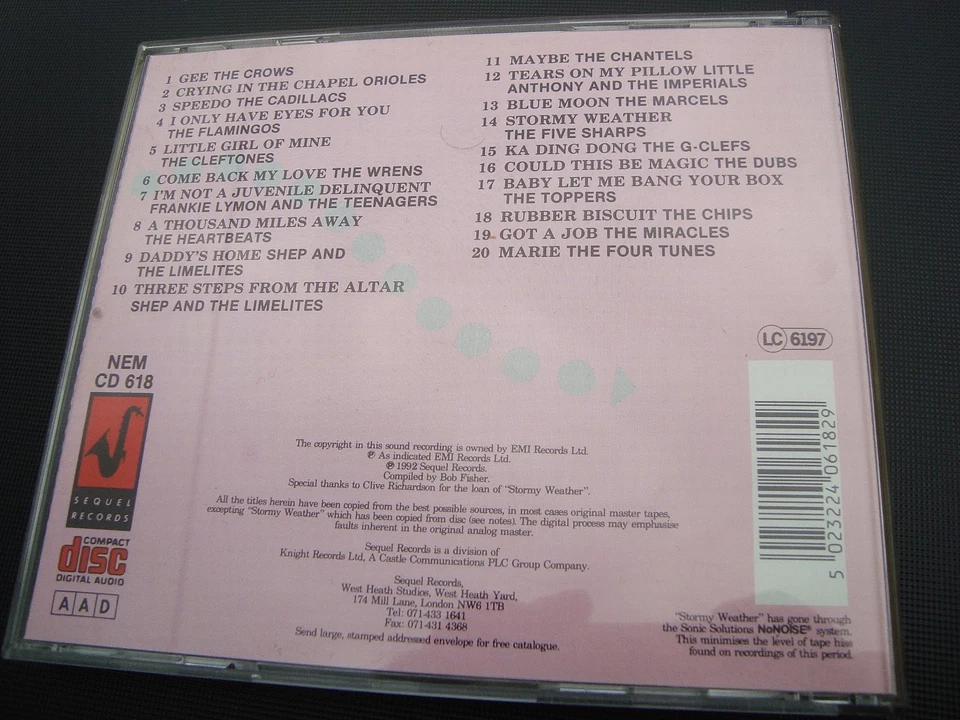 1 GEE THE CROWS
2 CRYING IN THE CHAPEL ORIOLES
3 SPEEDO THE CADILLACS
4 I ONLY HAVE EYES FOR YOU
THE FLAMINGOS
5 LITTLE GIRL OF MINE
THE CLEFTONES
6 COME BACK MY LOVE THE WRENS
7 I'M NOT A JUVENILE DELINQUENT
FRANKIE LYMON AND THE TEENAGERS
8 A THOUSAND MILES AWAY
THE HEARTBEATS
9 DADDY'S HOME SHEP AND
THE LIMELITES
10 THREE STEPS FROM THE ALTAR
SHEP AND THE LIMELITES
11 MAYBE THE CHANTELS
12 TEARS ON MY PILLOW LITTLE
ANTHONY AND THE IMPERIALS
13 BLUE MOON THE MARCELS
14 STORMY WEATHER
THE FIVE SHARPS
15 KA DING DONG THE G-CLEFS
16 COULD THIS BE MAGIC THE DUBS
17 BABY LET ME BANG YOUR BOX
THE TOPPERS
18 RUBBER BISCUIT THE CHIPS
19 GOT A JOB THE MIRACLES
20 MARIE THE FOUR TUNES
LC 6197
NEM
CD 618
SEQUEL
RECORDS
COMPACT
disc
DIGITAL AUDIO
AAD
The copyright in this sound recording is owned by EMI Records Ltd.
℗ As indicated EMI Records Ltd.
℗ 1992 Sequel Records.
Compiled by Bob Fisher.
Special thanks to Clive Richardson for the loan of "Stormy Weather".
All the titles herein have been copied from the best possible sources, in most cases original master tapes,
excepting "Stormy Weather" which has been copied from disc (see notes). The digital process may emphasise
faults inherent in the original analog master.
Sequel Records is a division of
Knight Records Ltd, A Castle Communications PLC Group Company.
Sequel Records,
West Heath Studios, West Heath Yard,
174 Mill Lane, London NW6 1TB
Tel: 071-433 1641
Fax: 071-431 4368
Send large, stamped addressed envelope for free catalogue.
5 023224 061829
"Stormy Weather" has gone through
the Sonic Solutions NoNOISE® system.
This minimises the level of tape hiss
found on recordings of this period.